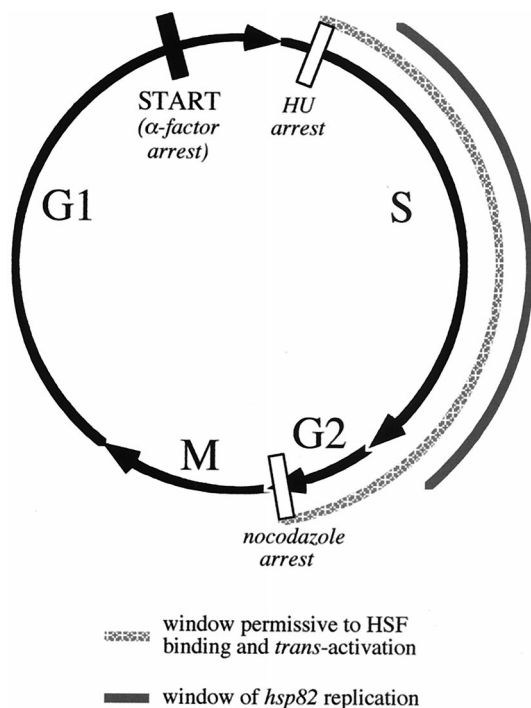 START
(α-factor
arrest)
HU
arrest
G1
S
G2
M
nocodazole
arrest
window permissive to HSF
binding and trans-activation
window of hsp82 replication